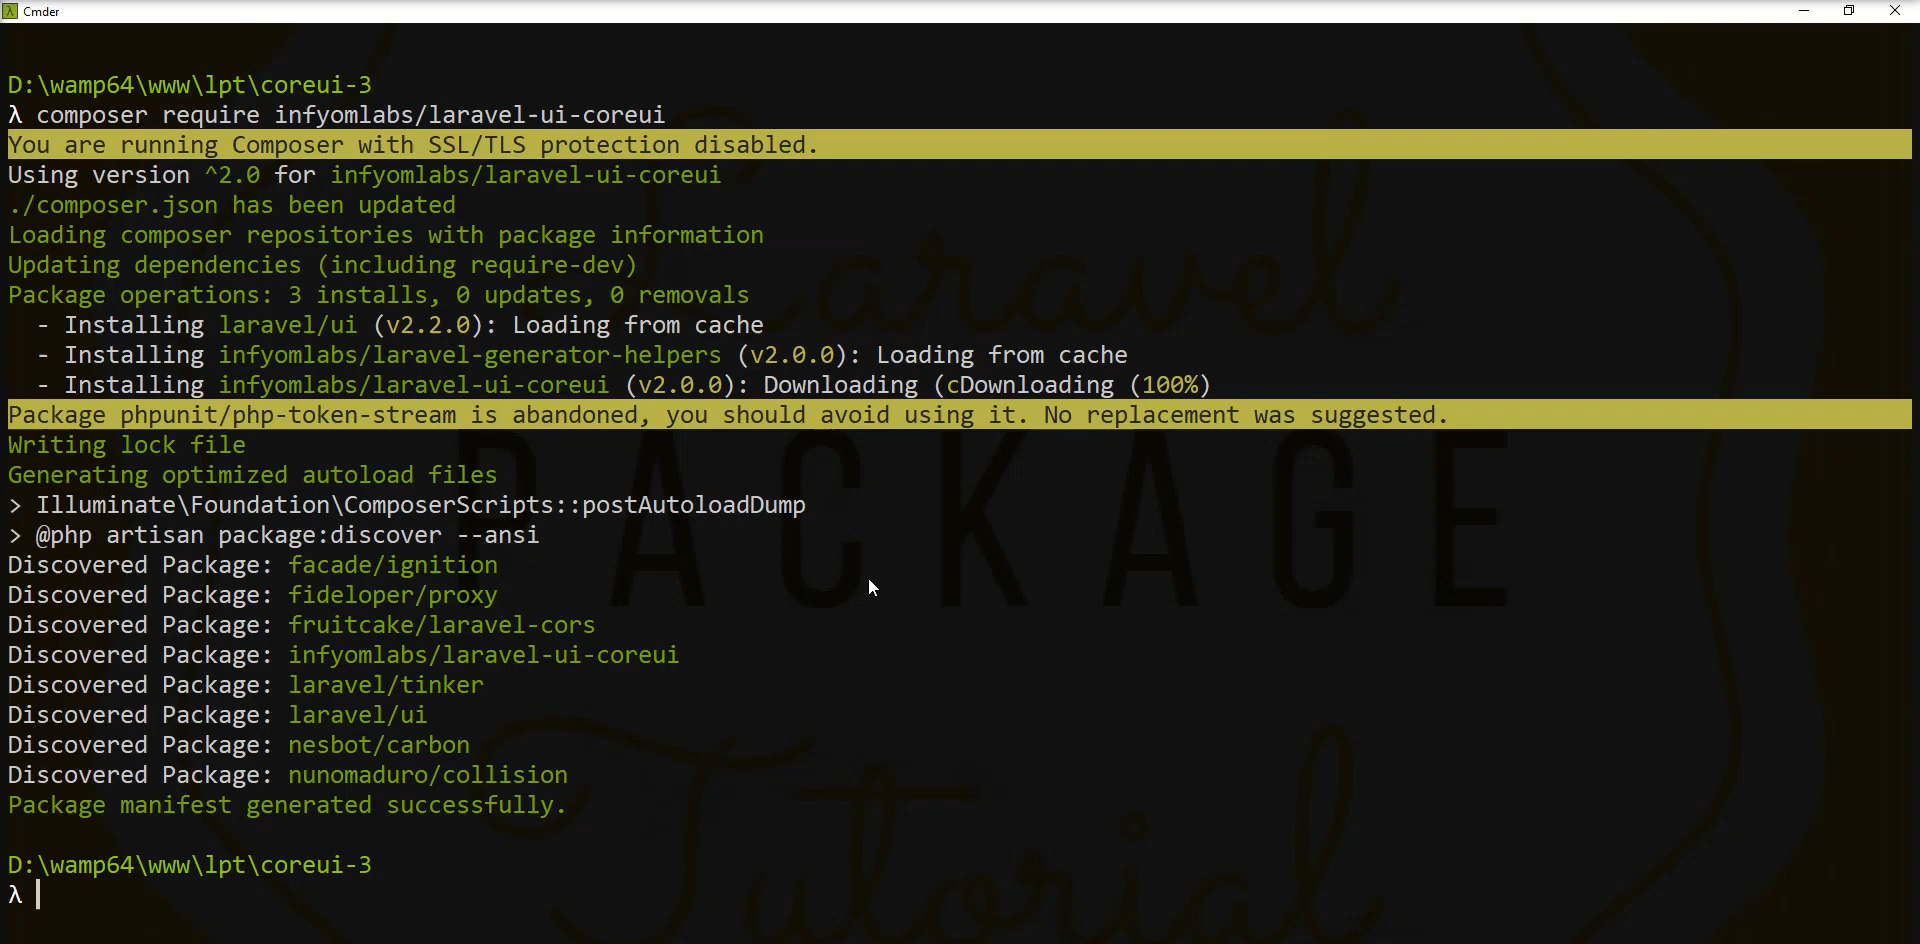 Cmder
D:\wamp64\www\lpt\coreui-3
λ composer require infyomlabs/laravel-ui-coreui
You are running Composer with SSL/TLS protection disabled.
Using version ^2.0 for infyomlabs/laravel-ui-coreui
./composer.json has been updated
Loading composer repositories with package information
Updating dependencies (including require-dev)
Package operations: 3 installs, 0 updates, 0 removals
  - Installing laravel/ui (v2.2.0): Loading from cache
  - Installing infyomlabs/laravel-generator-helpers (v2.0.0): Loading from cache
  - Installing infyomlabs/laravel-ui-coreui (v2.0.0): Downloading (cDownloading (100%)
Package phpunit/php-token-stream is abandoned, you should avoid using it. No replacement was suggested.
Writing lock file
Generating optimized autoload files
> Illuminate\Foundation\ComposerScripts::postAutoloadDump
> @php artisan package:discover --ansi
Discovered Package: facade/ignition
Discovered Package: fideloper/proxy
Discovered Package: fruitcake/laravel-cors
Discovered Package: infyomlabs/laravel-ui-coreui
Discovered Package: laravel/tinker
Discovered Package: laravel/ui
Discovered Package: nesbot/carbon
Discovered Package: nunomaduro/collision
Package manifest generated successfully.
D:\wamp64\www\lpt\coreui-3
λ
Laravel
PACKAGE
Tutorial